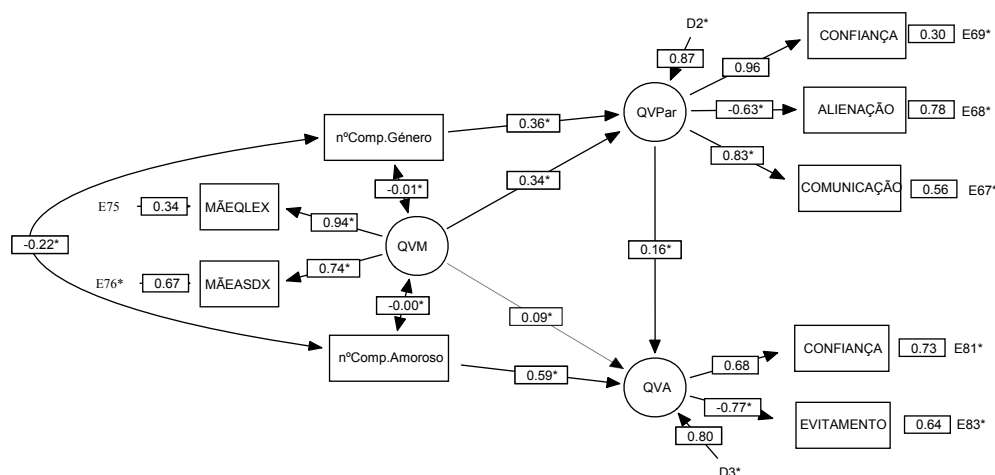 D2*
0.87
CONFIANÇA
0.30
E69*
0.96
QVPar
-0.63*
ALIENAÇÃO
0.78
E68*
nºComp.Género
0.36*
0.83*
COMUNICAÇÃO
0.56
E67*
-0.01*
0.34*
E75
0.34
MÃEQLEX
0.94*
QVM
-0.22*
0.16*
E76*
0.67
MÃEASDX
0.74*
-0.00*
0.09*
nºComp.Amoroso
0.59*
QVA
0.68
CONFIANÇA
0.73
E81*
-0.77*
EVITAMENTO
0.64
E83*
0.80
D3*